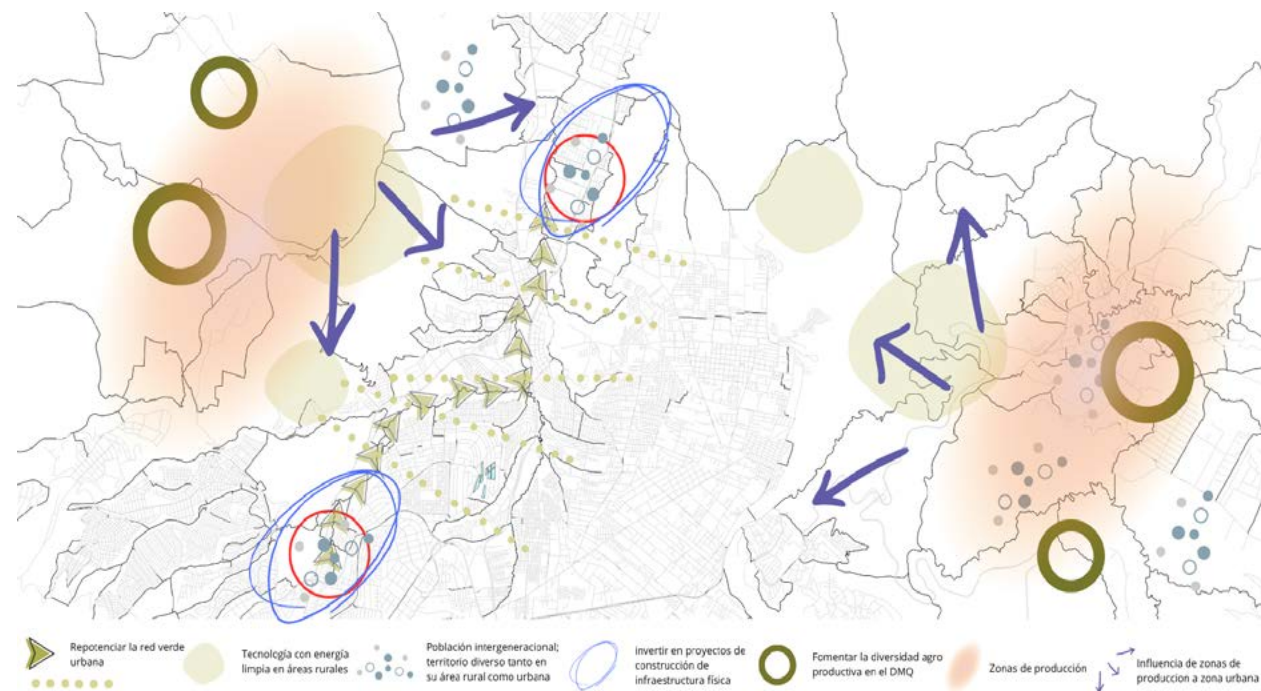 Repocenciar la red verde
urbana
Tecnología con energía
limpia en áreas rurales
Población intergeneracional;
territorio diverso tanto en
su área rural como urbana
invertir en proyectos de
construcción de
infraestructura física
Fomentar la diversidad agro
productiva en el DMQ
Zonas de producción
Influencia de zonas de
produccion a zona urbana